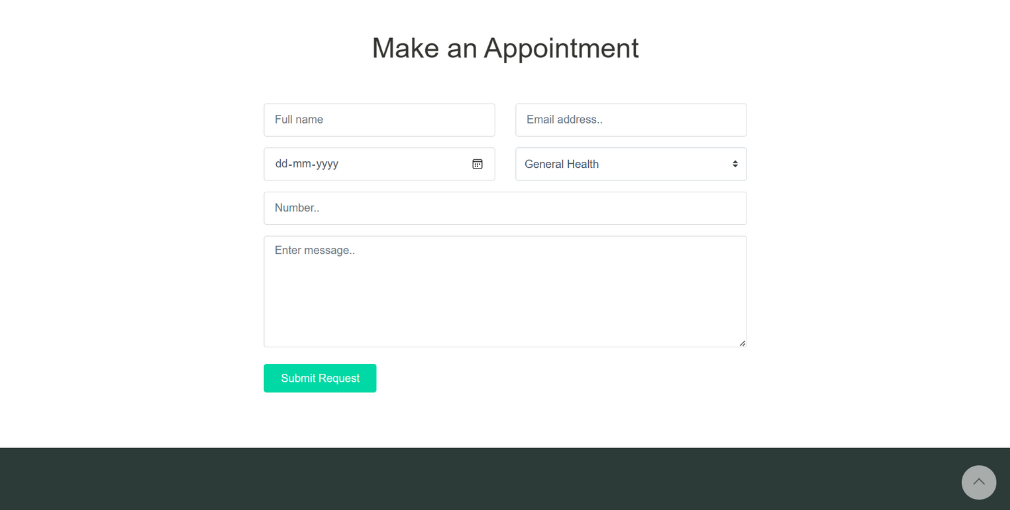 Make an Appointment
Full name
Email address..
dd-mm-yyyy
General Health
Number..
Enter message..
Submit Request